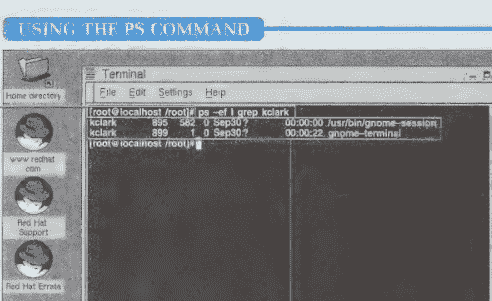 USING THE PS COMMAND
Terminal
Home directory
File Edit Settings Help
[root@localhost /root]# ps -ef | grep kclark
kclark 895 582 0 Sep30 ? 00:00:00 /usr/bin/gnome-session
kclark 899 1 0 Sep30 ? 00:00:22 gnome-terminal
[root@localhost /root]#
www.redhat
com
Red Hat
Support
Red Hat Errata